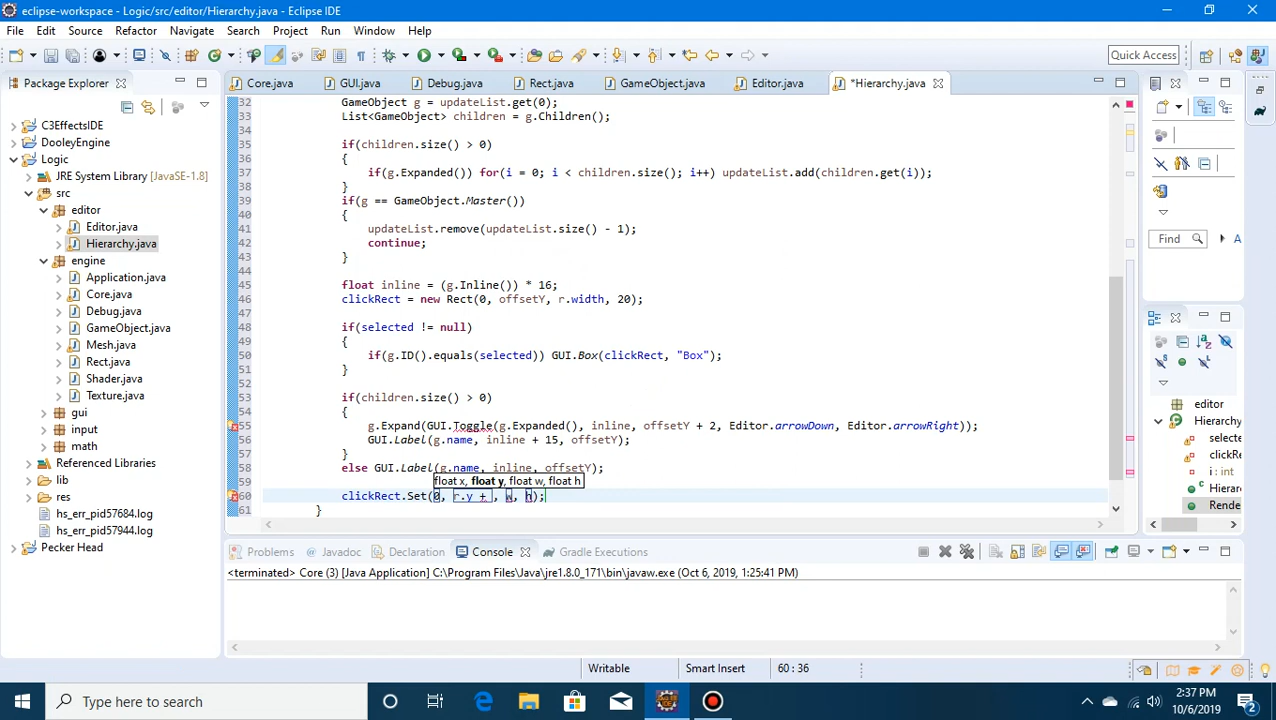 eclipse-workspace - Logic/src/editor/Hierarchy.java - Eclipse IDE
File Edit Source Refactor Navigate Search Project Run Window Help
Quick Access
Package Explorer
Core.java GUI.java Debug.java Rect.java GameObject.java Editor.java *Hierarchy.java
C3EffectsIDE
DooleyEngine
Logic
JRE System Library [JavaSE-1.8]
src
editor
Editor.java
Hierarchy.java
engine
Application.java
Core.java
Debug.java
GameObject.java
Mesh.java
Rect.java
Shader.java
Texture.java
gui
input
math
Referenced Libraries
lib
res
hs_err_pid57684.log
hs_err_pid57944.log
Pecker Head
32 GameObject g = updateList.get(0);
33 List<GameObject> children = g.Children();
34
35 if(children.size() > 0)
36 {
37 if(g.Expanded()) for(i = 0; i < children.size(); i++) updateList.add(children.get(i));
38 }
39 if(g == GameObject.Master())
40 {
41 updateList.remove(updateList.size() - 1);
42 continue;
43 }
44
45 float inline = (g.Inline()) * 16;
46 clickRect = new Rect(0, offsetY, r.width, 20);
47
48 if(selected != null)
49 {
50 if(g.ID().equals(selected)) GUI.Box(clickRect, "Box");
51 }
52
53 if(children.size() > 0)
54 {
55 g.Expand(GUI.Toggle(g.Expanded(), inline, offsetY + 2, Editor.arrowDown, Editor.arrowRight));
56 GUI.Label(g.name, inline + 15, offsetY);
57 }
58 else GUI.Label(g.name, inline, offsetY);
59 float x, float y, float w, float h
60 clickRect.Set(0, r.y + , w, h);
61 }
Find A
editor
Hierarchy
selecte
clickRe
i : int
Hierar
Rende
Problems Javadoc Declaration Console Gradle Executions
<terminated> Core (3) [Java Application] C:\Program Files\Java\jre1.8.0_171\bin\javaw.exe (Oct 6, 2019, 1:25:41 PM)
Writable Smart Insert 60 : 36
Type here to search
2:37 PM
10/6/2019
2